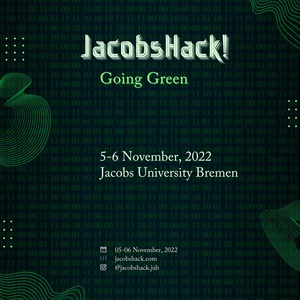 JacobsHack!
Going Green
5-6 November, 2022
Jacobs University Bremen
05-06 November, 2022
jacobshack.com
@jacobshack.jub